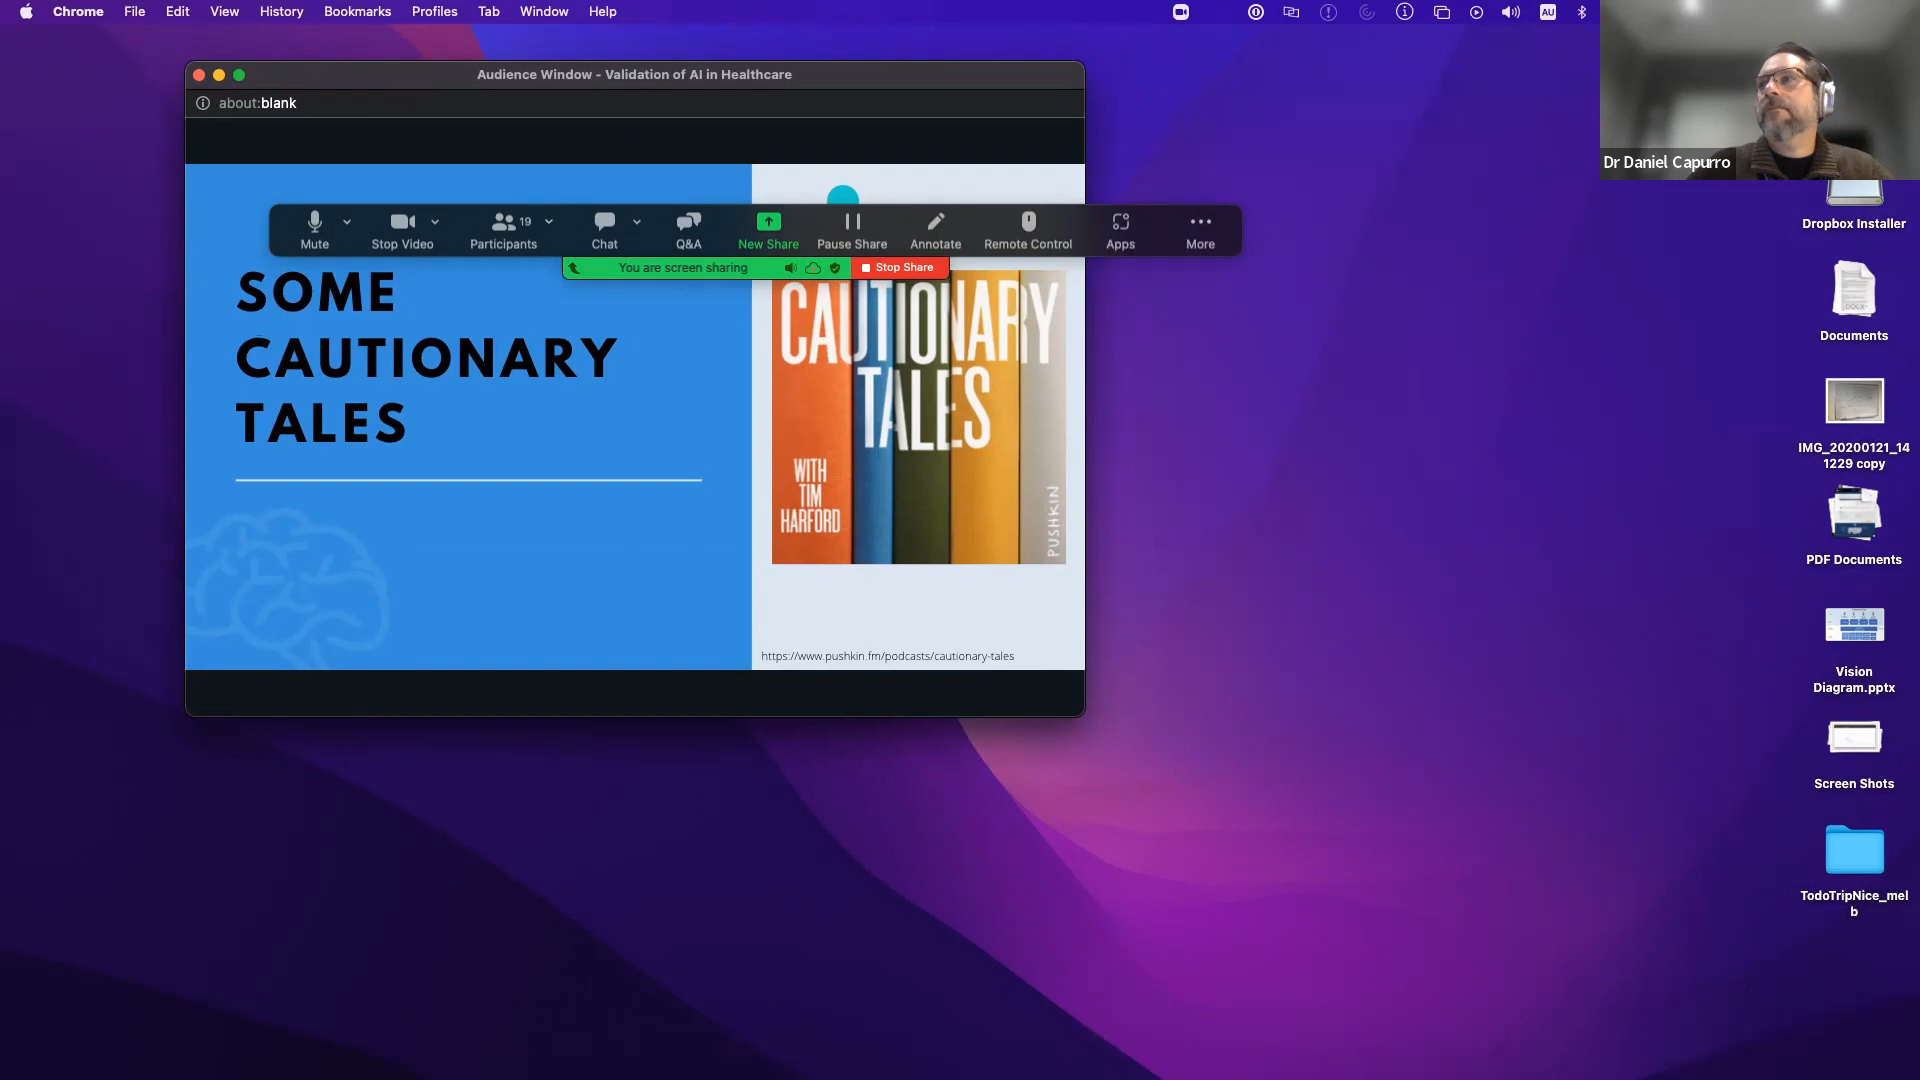 Chrome File Edit View History Bookmarks Profiles Tab Window Help
AU
Audience Window - Validation of AI in Healthcare
about:blank
Dr Daniel Capurro
19
Mute Stop Video Participants Chat Q&A New Share Pause Share Annotate Remote Control Apps More
You are screen sharing Stop Share
SOME
CAUTIONARY
TALES
CAUTIONARY
TALES
WITH
TIM
HARFORD
PUSHKIN
https://www.pushkin.fm/podcasts/cautionary-tales
Dropbox Installer
DOCX
Documents
IMG_20200121_14
1229 copy
PDF Documents
Vision
Diagram.pptx
Screen Shots
TodoTripNice_mel
b